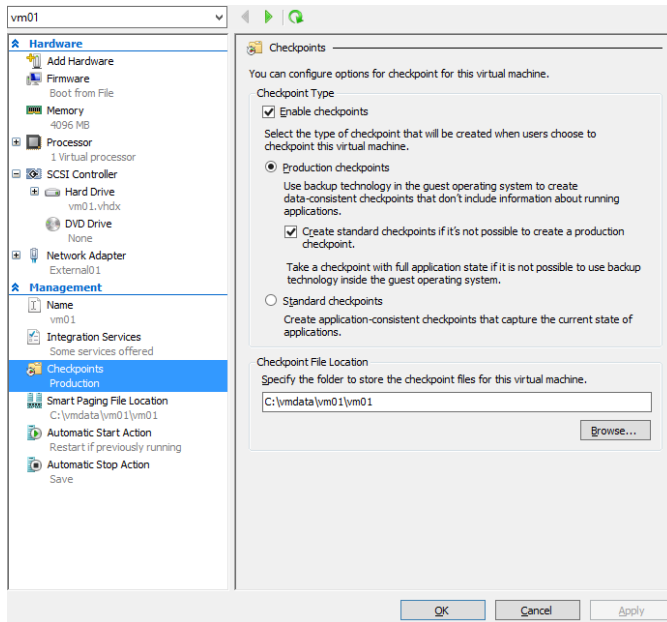 vm01
Hardware
Add Hardware
Firmware
Boot from File
Memory
4096 MB
Processor
1 Virtual processor
SCSI Controller
Hard Drive
vm01.vhdx
DVD Drive
None
Network Adapter
External01
Management
Name
vm01
Integration Services
Some services offered
Checkpoints
Production
Smart Paging File Location
C:\vmdata\vm01\vm01
Automatic Start Action
Restart if previously running
Automatic Stop Action
Save
Checkpoints
You can configure options for checkpoint for this virtual machine.
Checkpoint Type
Enable checkpoints
Select the type of checkpoint that will be created when users choose to
checkpoint this virtual machine.
Production checkpoints
Use backup technology in the guest operating system to create
data-consistent checkpoints that don't include information about running
applications.
Create standard checkpoints if it's not possible to create a production
checkpoint.
Take a checkpoint with full application state if it is not possible to use backup
technology inside the guest operating system.
Standard checkpoints
Create application-consistent checkpoints that capture the current state of
applications.
Checkpoint File Location
Specify the folder to store the checkpoint files for this virtual machine.
C:\vmdata\vm01\vm01
Browse...
OK
Cancel
Apply